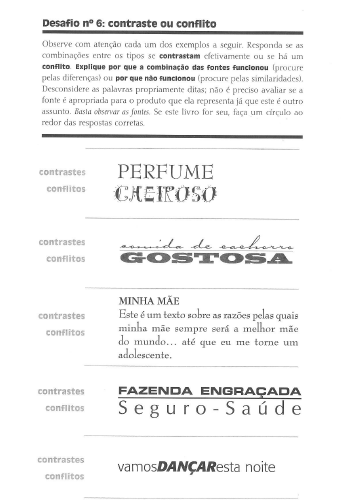 Desafio nº 6: contraste ou conflito
Observe com atenção cada um dos exemplos a seguir. Responda se as
combinações entre os tipos se contrastam efetivamente ou se há um
conflito. Explique por que a combinação das fontes funcionou (procure
pelas diferenças) ou por que não funcionou (procure pelas similaridades).
Desconsidere as palavras propriamente ditas; não é preciso avaliar se a
fonte é apropriada para o produto que ela representa já que este é outro
assunto. Basta observar as fontes. Se este livro for seu, faça um círculo ao
redor das respostas corretas.
contrastes
conflitos
PERFUME
CHEIROSO
contrastes
conflitos
comida de cachorro
GOSTOSA
contrastes
conflitos
MINHA MÃE
Este é um texto sobre as razões pelas quais
minha mãe sempre será a melhor mãe
do mundo... até que eu me torne um
adolescente.
contrastes
conflitos
FAZENDA ENGRAÇADA
Seguro-Saúde
contrastes
conflitos
vamosDANÇAResta noite